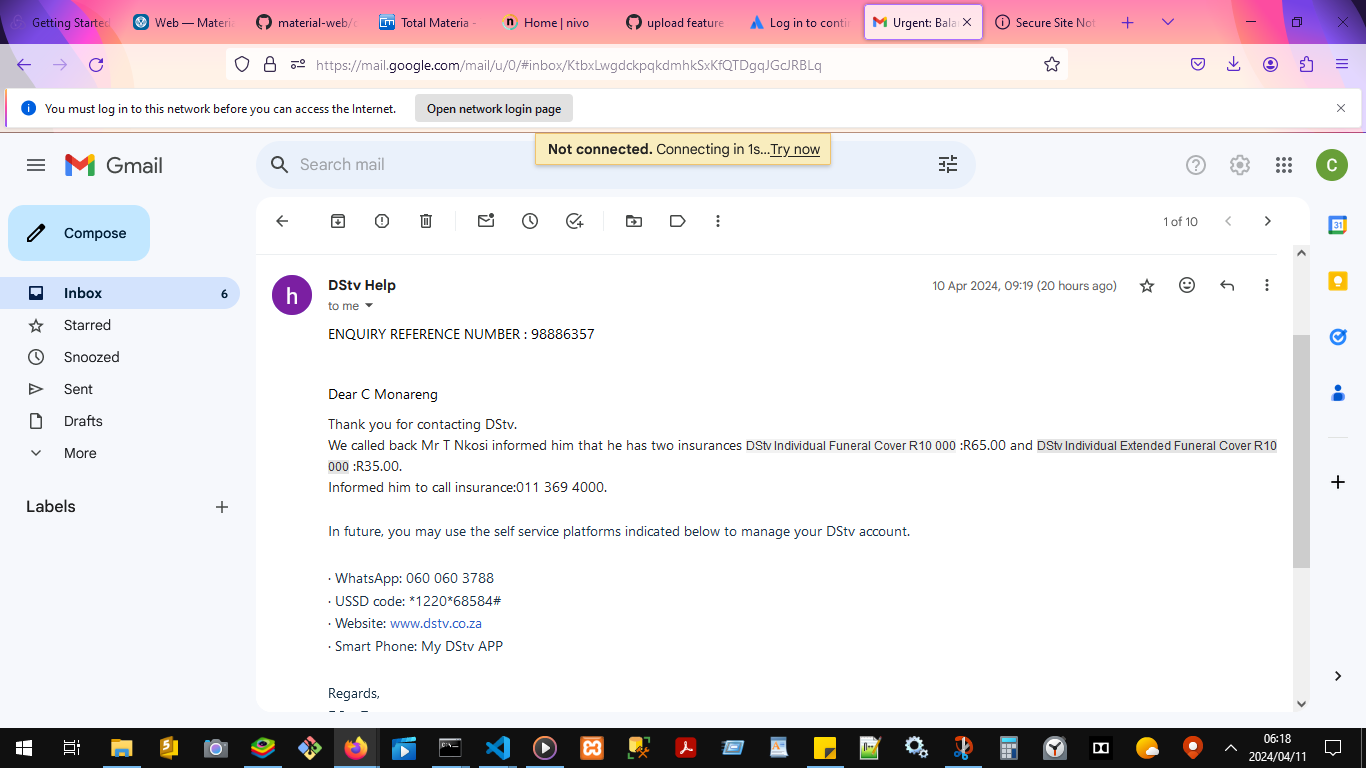 Getting Started
Web — Materia
material-web/c
Total Materia -
Home | nivo
upload feature
Log in to conti
Urgent: Bala
Secure Site Not
https://mail.google.com/mail/u/0/#inbox/KtbxLwgdckpqkdmhkSxKfQTDgqJGcJRBLq
You must log in to this network before you can access the Internet.
Open network login page
Not connected. Connecting in 1s...Try now
Gmail
Search mail
C
Compose
1 of 10
31
Inbox
6
Starred
Snoozed
Sent
Drafts
More
Labels
h
DStv Help
10 Apr 2024, 09:19 (20 hours ago)
to me
ENQUIRY REFERENCE NUMBER : 98886357
Dear C Monareng
Thank you for contacting DStv.
We called back Mr T Nkosi informed him that he has two insurances DStv Individual Funeral Cover R10 000 :R65.00 and DStv Individual Extended Funeral Cover R10
000 :R35.00.
Informed him to call insurance:011 369 4000.
In future, you may use the self service platforms indicated below to manage your DStv account.
· WhatsApp: 060 060 3788
· USSD code: *1220*68584#
· Website: www.dstv.co.za
· Smart Phone: My DStv APP
Regards,
06:18
2024/04/11